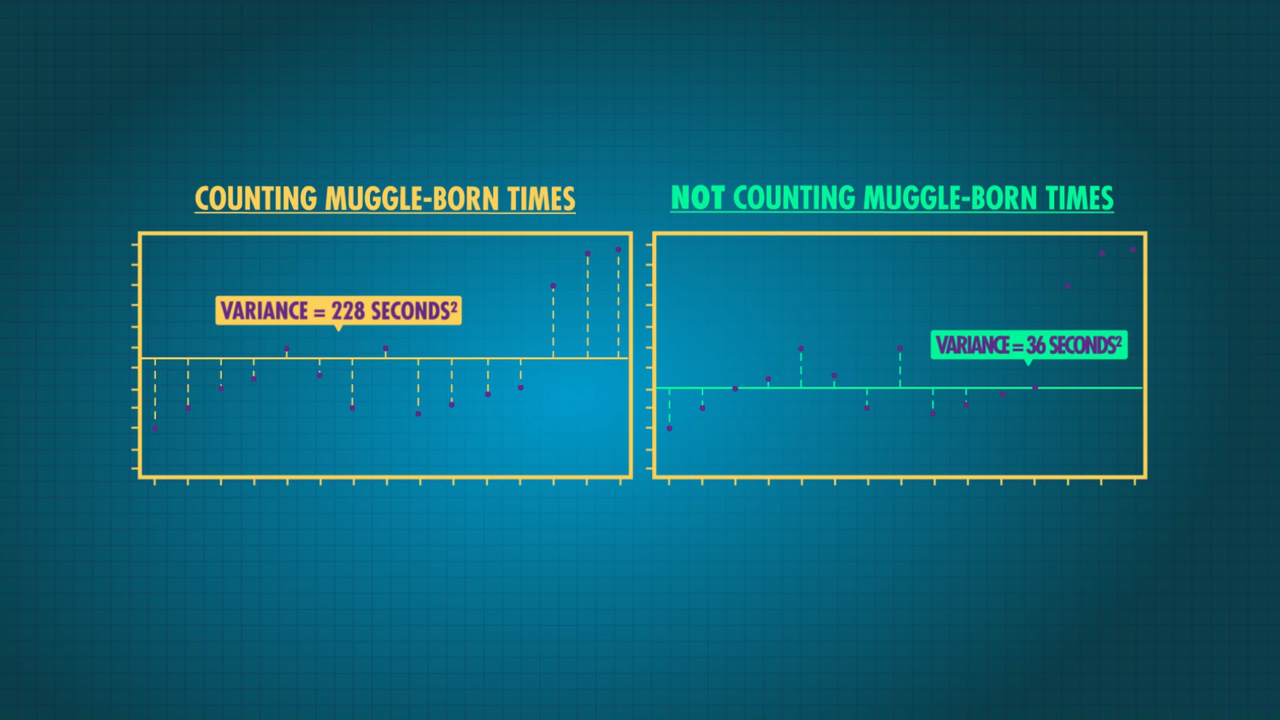 COUNTING MUGGLE-BORN TIMES
NOT COUNTING MUGGLE-BORN TIMES
VARIANCE = 228 SECONDS²
VARIANCE = 36 SECONDS²